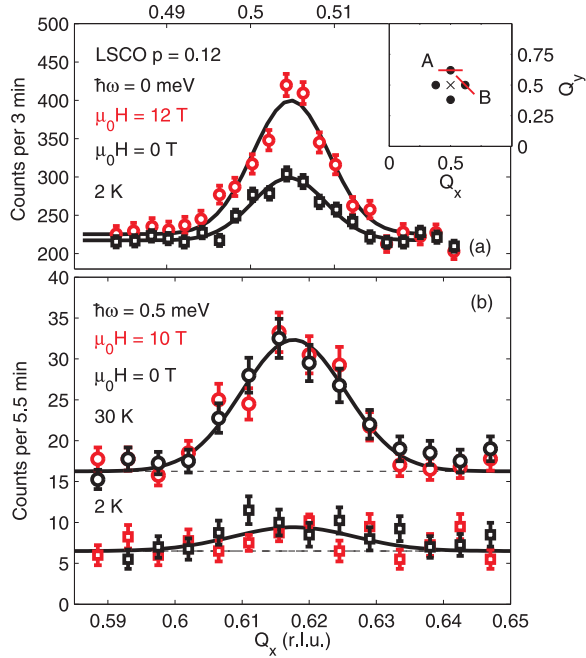 0.49 0.5 0.51
500
450
400
350
300
250
200
Counts per 3 min
LSCO p = 0.12
ħω = 0 meV
μ₀H = 12 T
μ₀H = 0 T
2 K
(a)
A
B
0.75
0.5
0.25
0
Q_y
0 0.5 1
Q_x
40
35
30
25
20
15
10
5
0
Counts per 5.5 min
(b)
ħω = 0.5 meV
μ₀H = 10 T
μ₀H = 0 T
30 K
2 K
0.59 0.6 0.61 0.62 0.63 0.64 0.65
Q_x (r.l.u.)